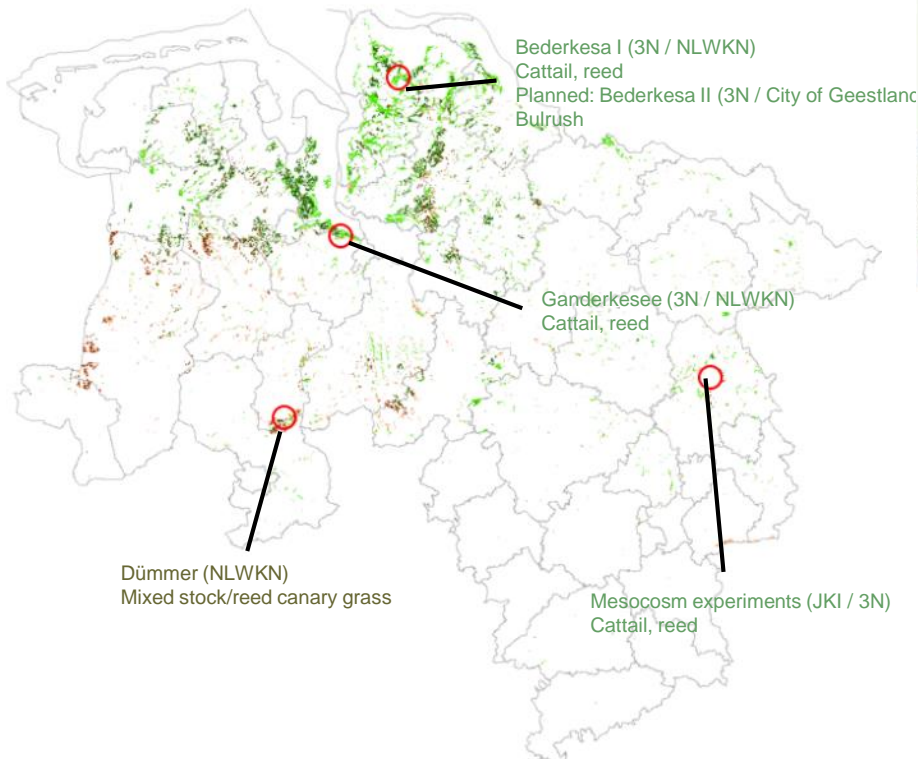 Bederkesa I (3N / NLWKN)
Cattail, reed
Planned: Bederkesa II (3N / City of Geestland
Bulrush
Ganderkesee (3N / NLWKN)
Cattail, reed
Dümmer (NLWKN)
Mixed stock/reed canary grass
Mesocosm experiments (JKI / 3N)
Cattail, reed